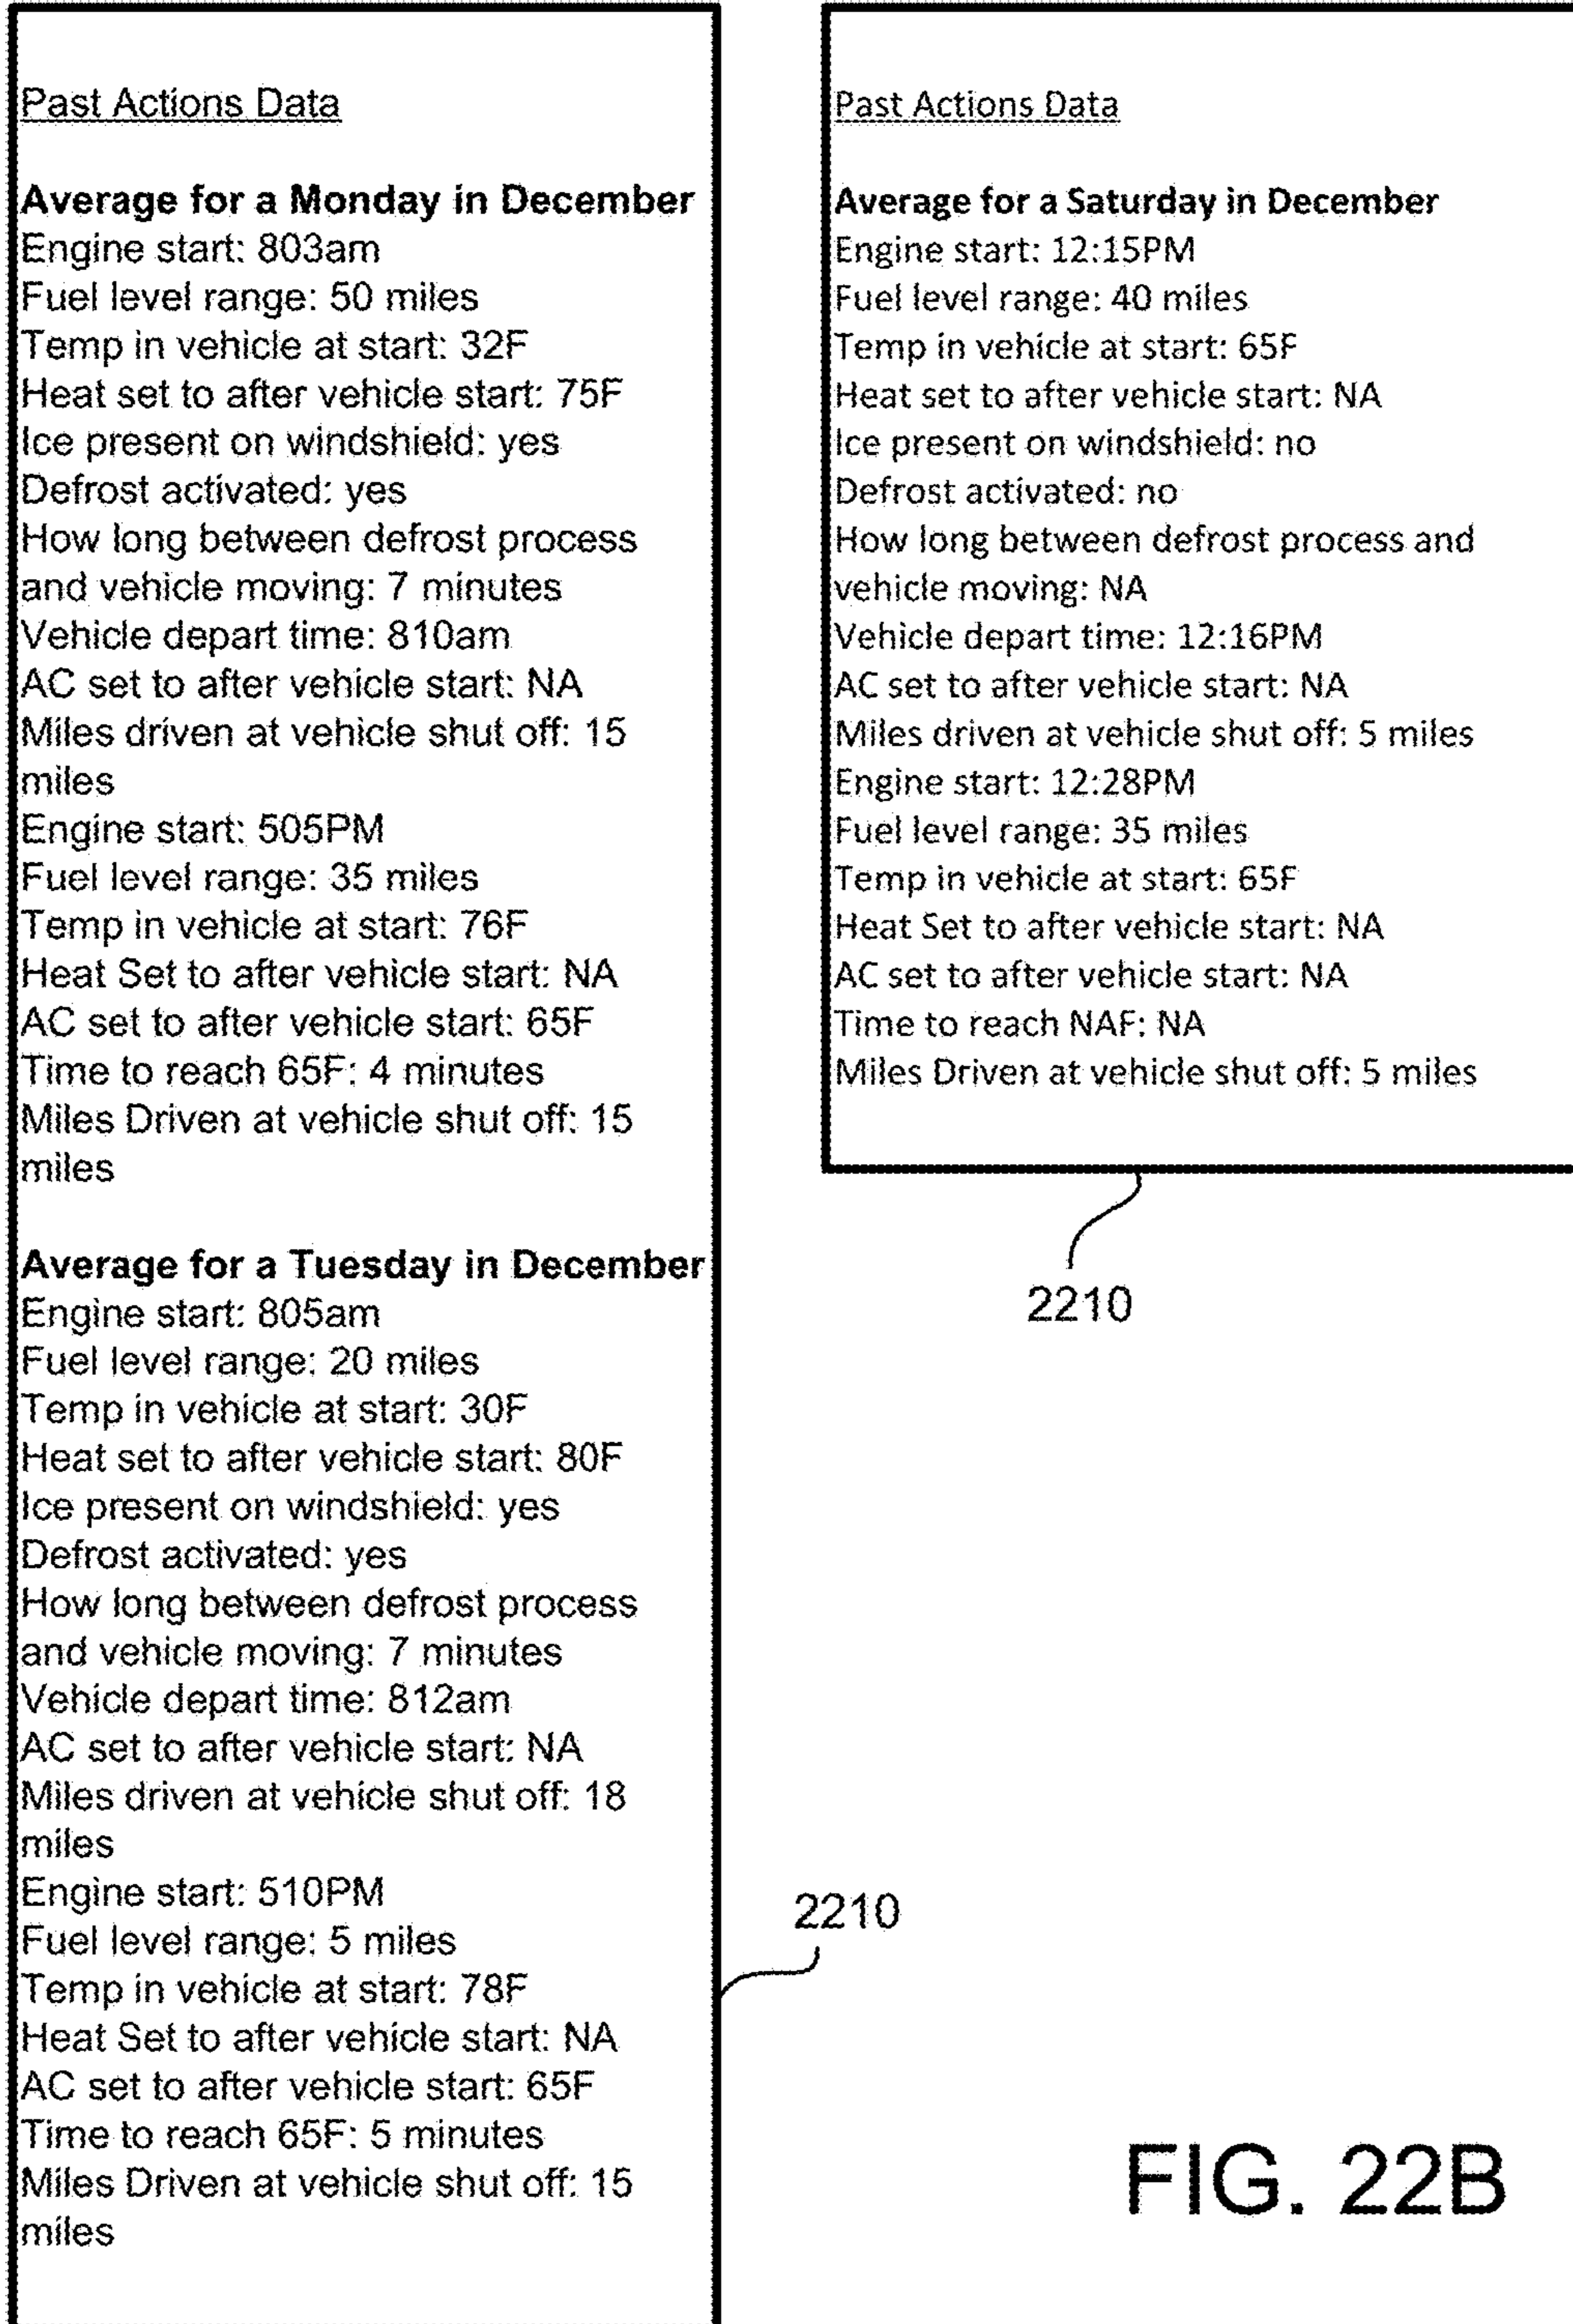 Past Actions Data
Average for a Monday in December
Engine start: 803am
Fuel level range: 50 miles
Temp in vehicle at start: 32F
Heat set to after vehicle start: 75F
Ice present on windshield: yes
Defrost activated: yes
How long between defrost process
and vehicle moving: 7 minutes
Vehicle depart time: 810am
AC set to after vehicle start: NA
Miles driven at vehicle shut off: 15
miles
Engine start: 505PM
Fuel level range: 35 miles
Temp in vehicle at start: 76F
Heat Set to after vehicle start: NA
AC set to after vehicle start: 65F
Time to reach 65F: 4 minutes
Miles Driven at vehicle shut off: 15
miles
Average for a Tuesday in December
Engine start: 805am
Fuel level range: 20 miles
Temp in vehicle at start: 30F
Heat set to after vehicle start: 80F
Ice present on windshield: yes
Defrost activated: yes
How long between defrost process
and vehicle moving: 7 minutes
Vehicle depart time: 812am
AC set to after vehicle start: NA
Miles driven at vehicle shut off: 18
miles
Engine start: 510PM
Fuel level range: 5 miles
Temp in vehicle at start: 78F
Heat Set to after vehicle start: NA
AC set to after vehicle start: 65F
Time to reach 65F: 5 minutes
Miles Driven at vehicle shut off: 15
miles
2210
Past Actions Data
Average for a Saturday in December
Engine start: 12:15PM
Fuel level range: 40 miles
Temp in vehicle at start: 65F
Heat set to after vehicle start: NA
Ice present on windshield: no
Defrost activated: no
How long between defrost process and
vehicle moving: NA
Vehicle depart time: 12:16PM
AC set to after vehicle start: NA
Miles driven at vehicle shut off: 5 miles
Engine start: 12:28PM
Fuel level range: 35 miles
Temp in vehicle at start: 65F
Heat Set to after vehicle start: NA
AC set to after vehicle start: NA
Time to reach NAF: NA
Miles Driven at vehicle shut off: 5 miles
2210
FIG. 22B